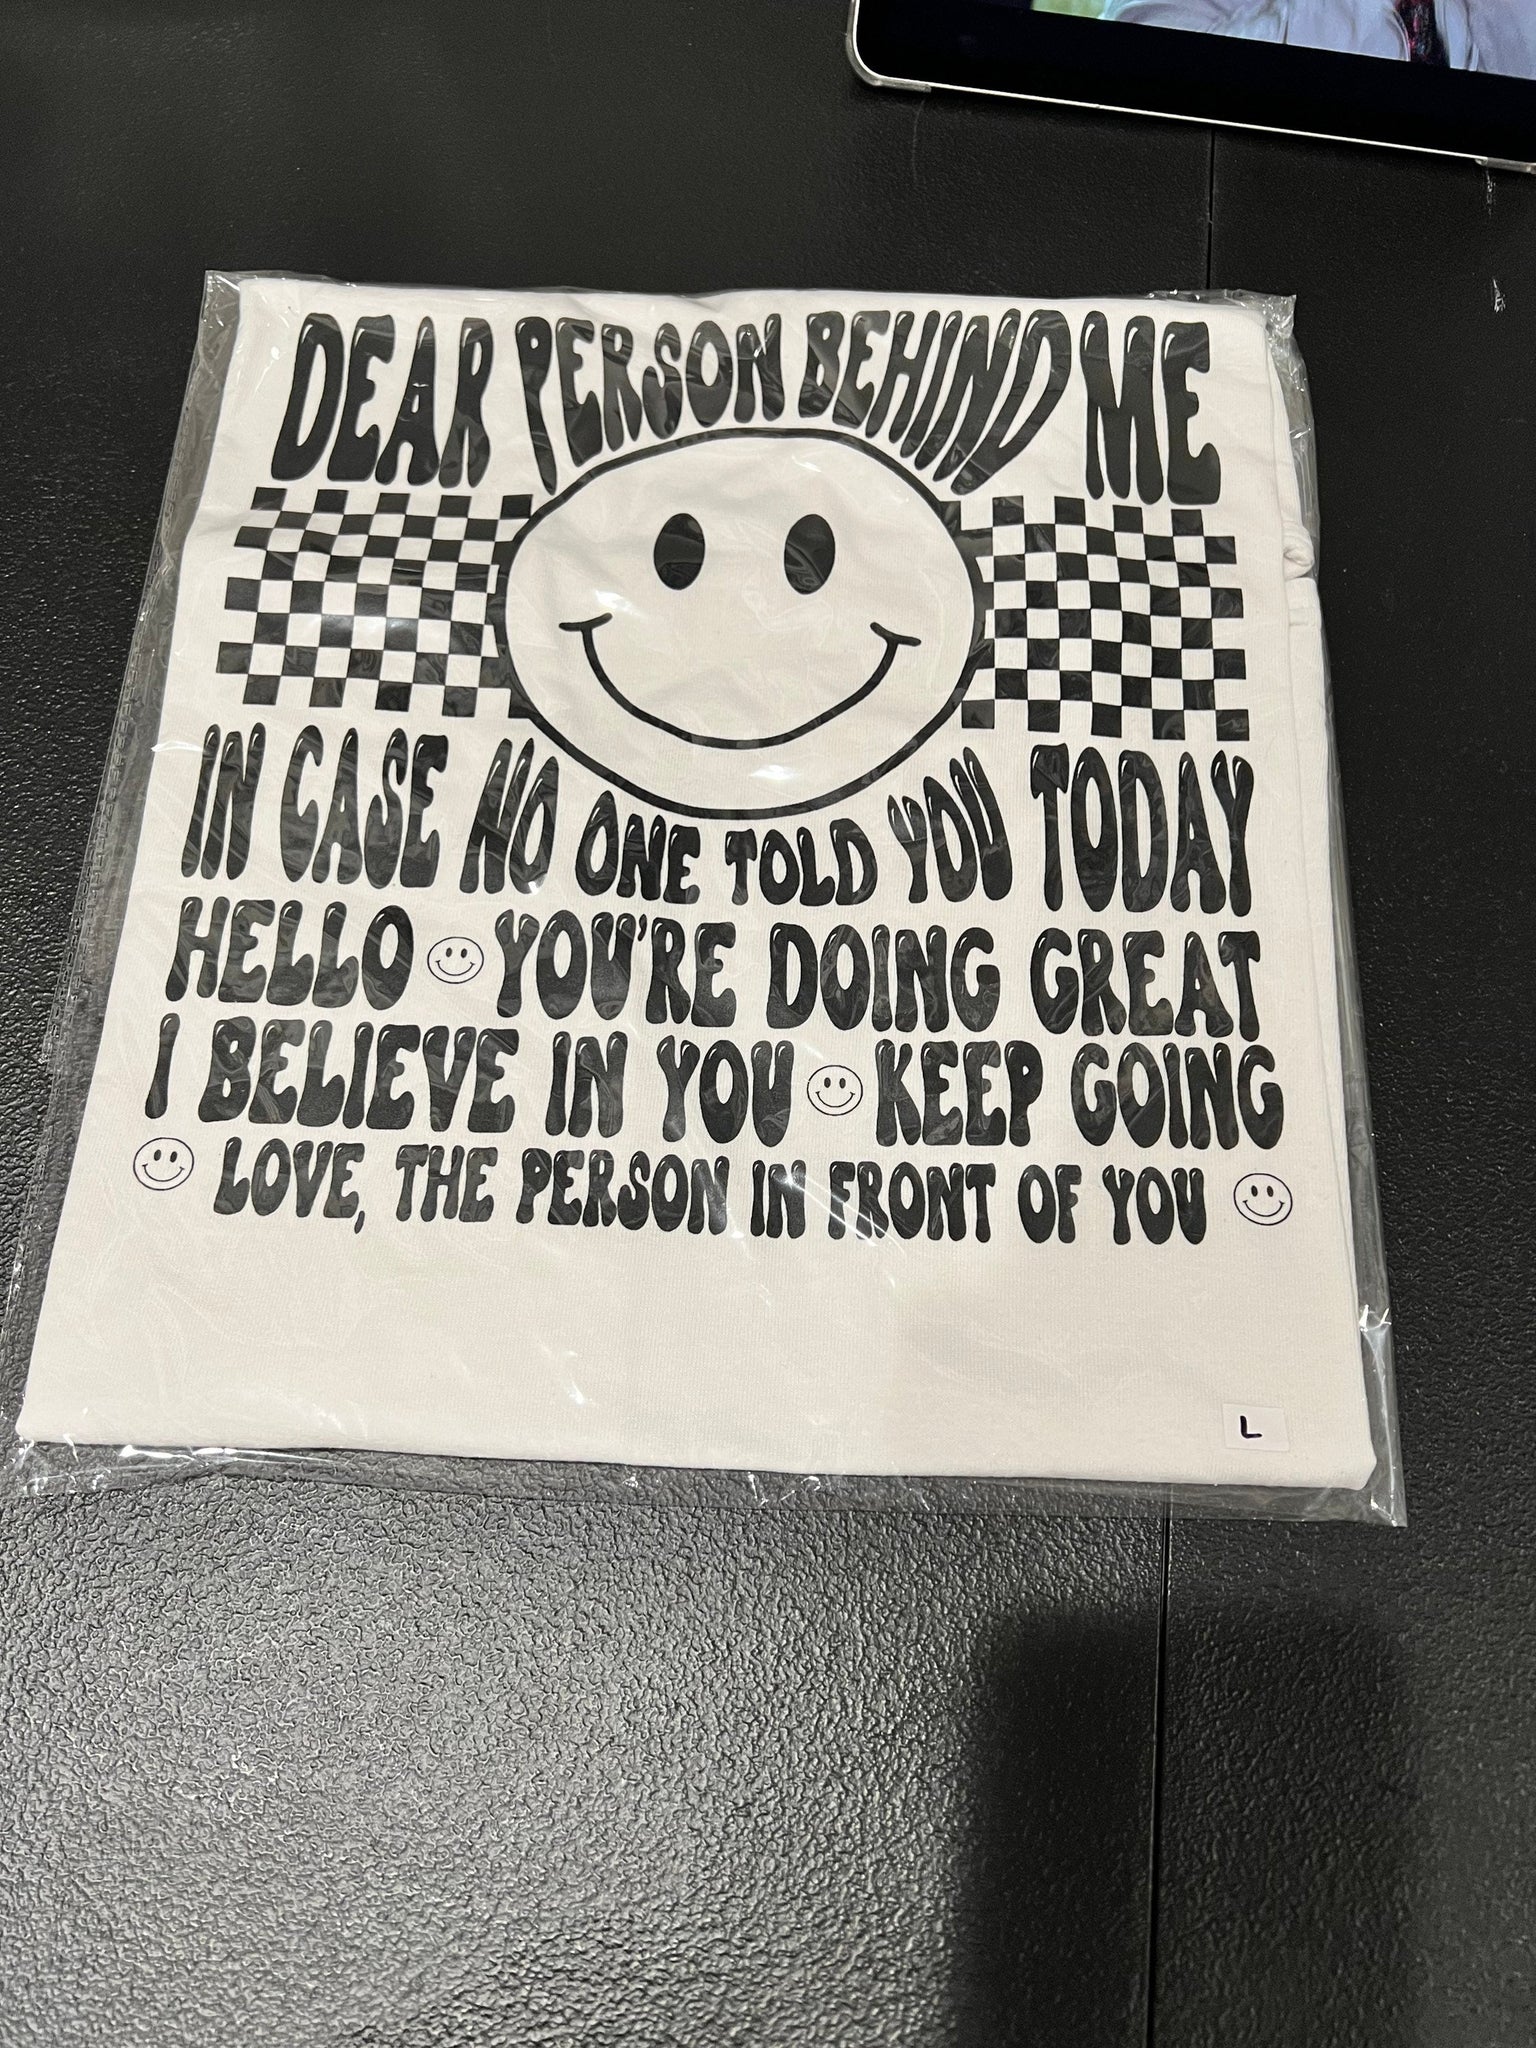 DEAR PERSON BEHIND ME
IN CASE NO ONE TOLD YOU TODAY
HELLO YOU'RE DOING GREAT
I BELIEVE IN YOU KEEP GOING
LOVE, THE PERSON IN FRONT OF YOU
L